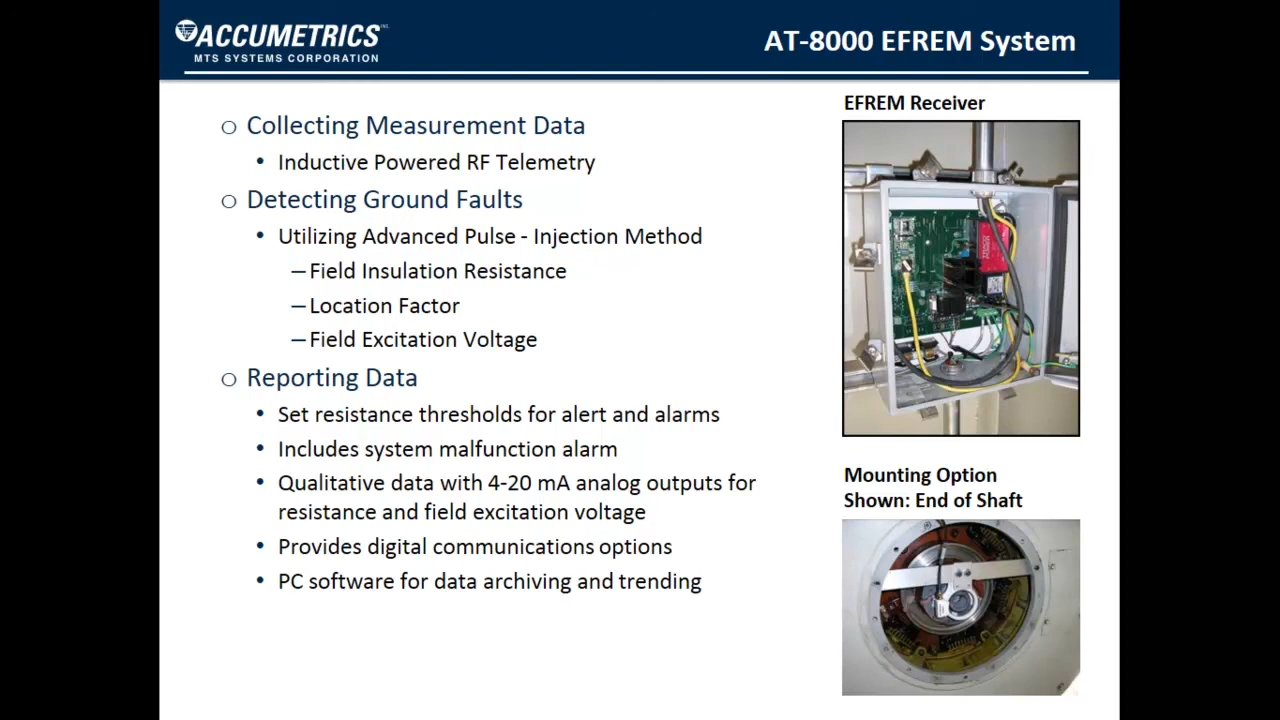 ACCUMETRICS INC.
MTS SYSTEMS CORPORATION
AT-8000 EFREM System
○ Collecting Measurement Data
• Inductive Powered RF Telemetry
○ Detecting Ground Faults
• Utilizing Advanced Pulse - Injection Method
–Field Insulation Resistance
–Location Factor
–Field Excitation Voltage
○ Reporting Data
• Set resistance thresholds for alert and alarms
• Includes system malfunction alarm
• Qualitative data with 4-20 mA analog outputs for
resistance and field excitation voltage
• Provides digital communications options
• PC software for data archiving and trending
EFREM Receiver
Mounting Option
Shown: End of Shaft